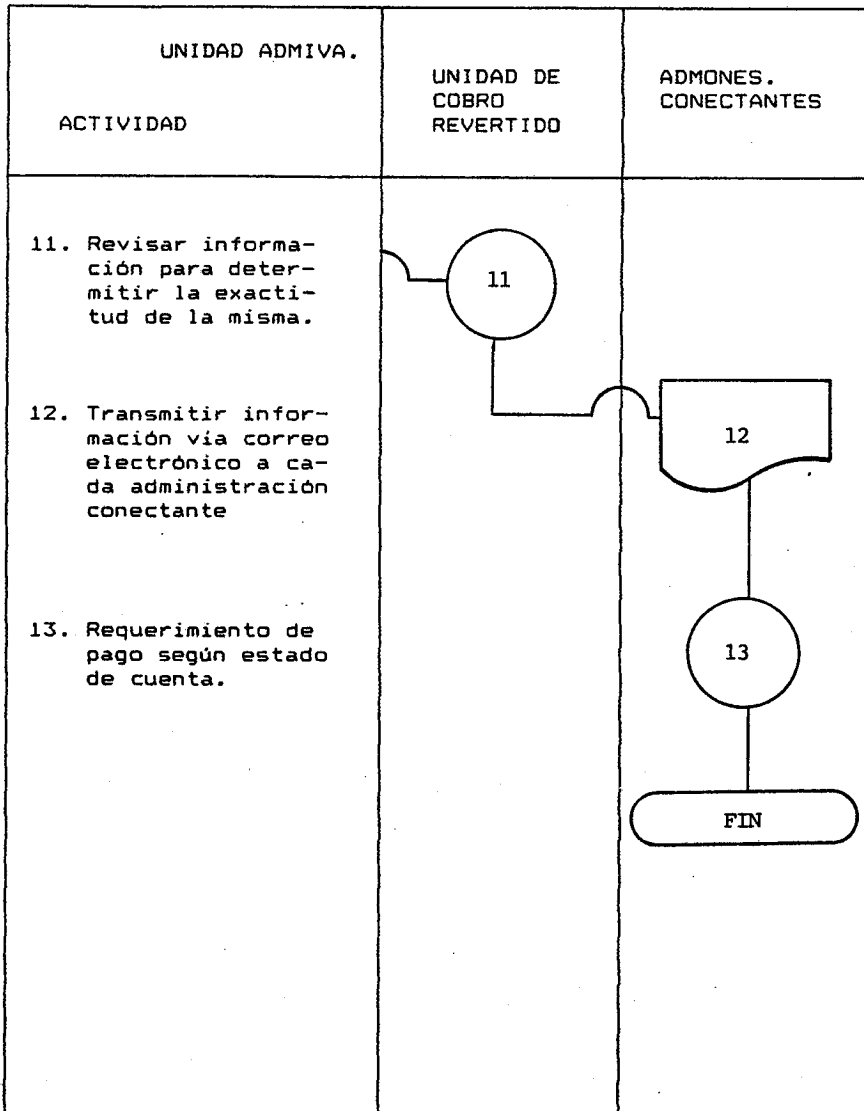 UNIDAD ADMIVA.
ACTIVIDAD
UNIDAD DE
COBRO
REVERTIDO
ADMONES.
CONECTANTES
11. Revisar informa-
ción para deter-
mitir la exacti-
tud de la misma.
11
12. Transmitir infor-
mación vía correo
electrónico a ca-
da administración
conectante
12
13. Requerimiento de
pago según estado
de cuenta.
13
FIN